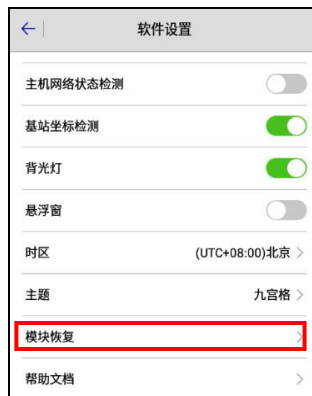 软件设置
主机网络状态检测
基站坐标检测
背光灯
悬浮窗
时区 (UTC+08:00)北京
主题 九宫格
模块恢复
帮助文档